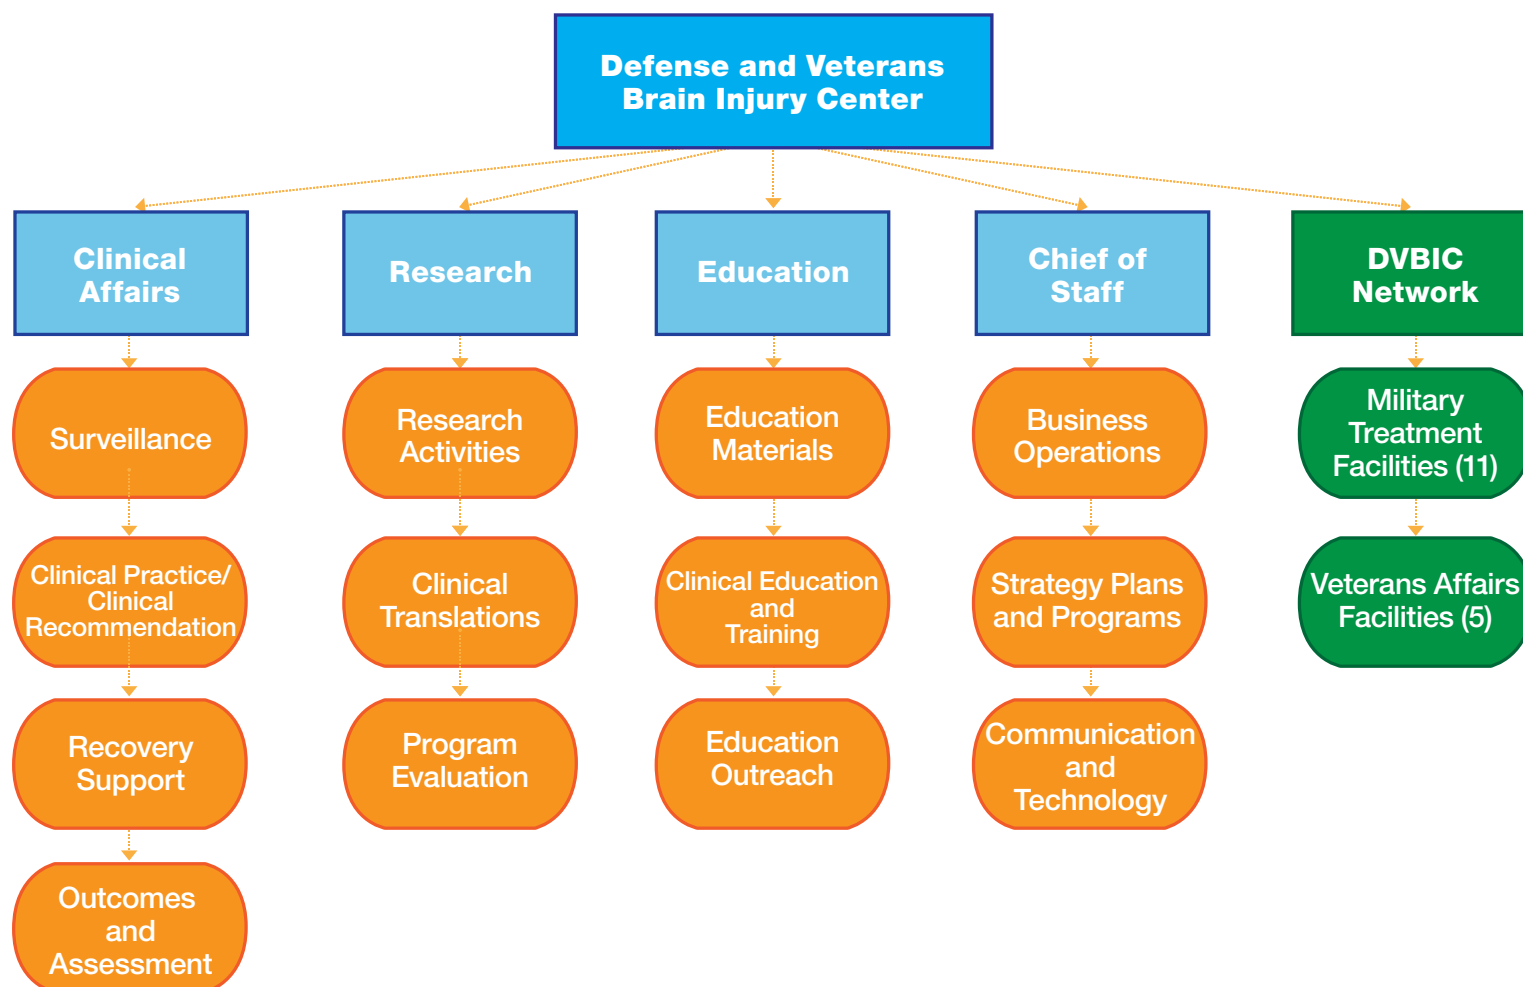 Defense and Veterans
Brain Injury Center
Clinical
Affairs
Research
Education
Chief of
Staff
DVBIC
Network
Surveillance
Research
Activities
Education
Materials
Business
Operations
Military
Treatment
Facilities (11)
Clinical Practice/
Clinical
Recommendation
Clinical
Translations
Clinical Education
and
Training
Strategy Plans
and Programs
Veterans Affairs
Facilities (5)
Recovery
Support
Program
Evaluation
Education
Outreach
Communication
and
Technology
Outcomes
and
Assessment